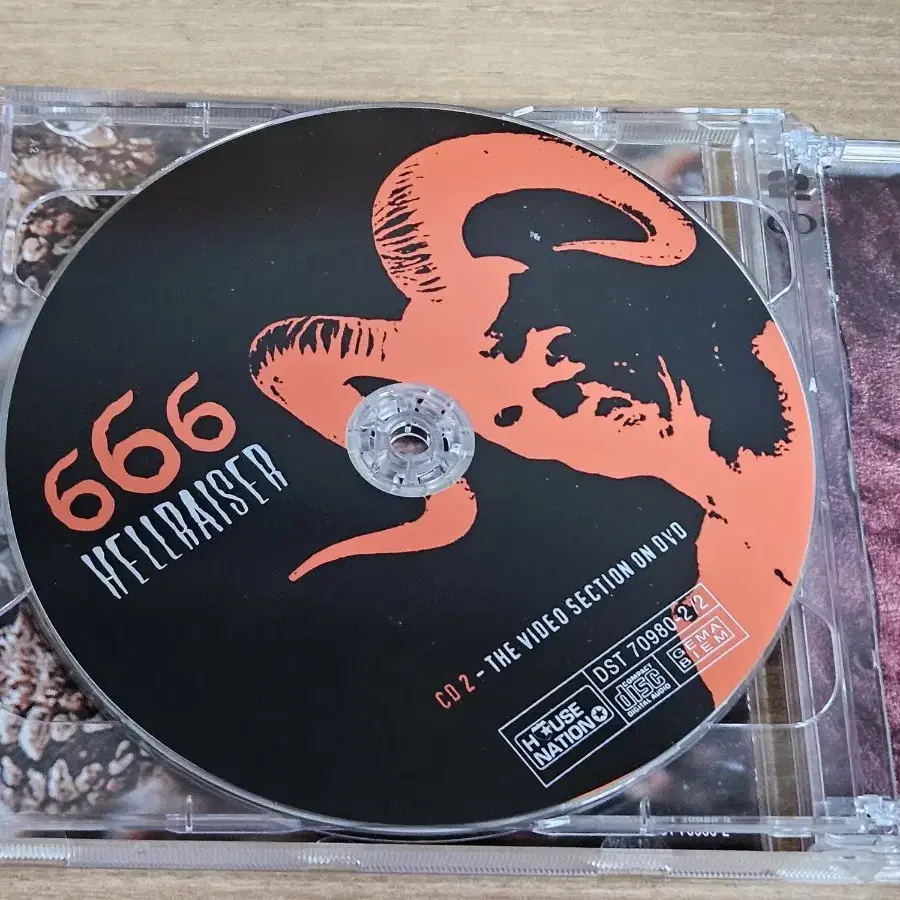 666
HELLRAISER
CD 2 – THE VIDEO SECTION ON DVD
HOUSE NATION
DST 70980-2/2
COMPACT
disc
DIGITAL AUDIO
GEMA
BIEM